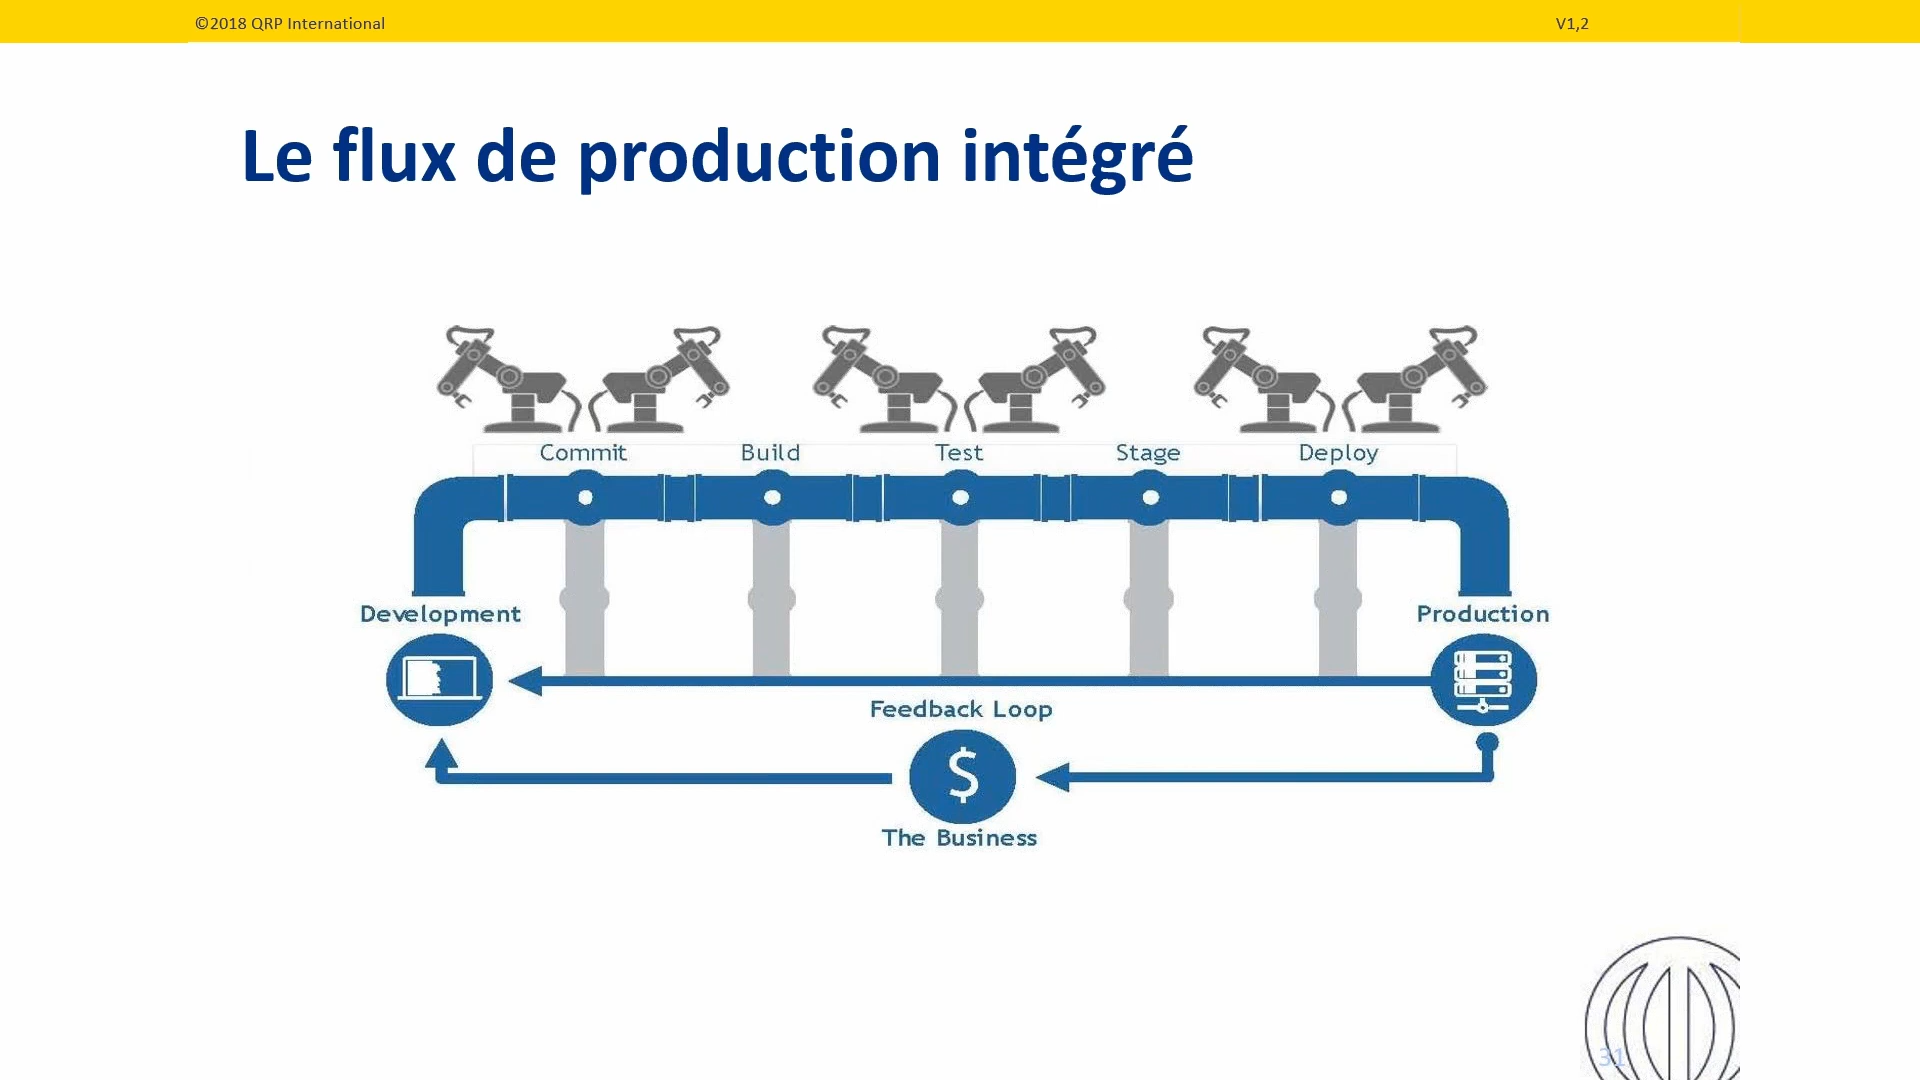 ©2018 QRP International
V1,2
Le flux de production intégré
Commit
Build
Test
Stage
Deploy
Development
Production
Feedback Loop
$
The Business
31